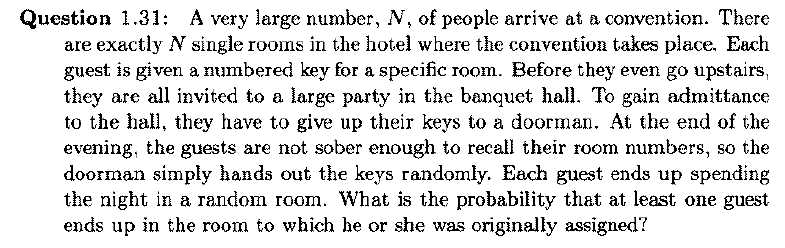 Question 1.31: A very large number, N, of people arrive at a convention. There
are exactly N single rooms in the hotel where the convention takes place. Each
guest is given a numbered key for a specific room. Before they even go upstairs,
they are all invited to a large party in the banquet hall. To gain admittance
to the hall, they have to give up their keys to a doorman. At the end of the
evening, the guests are not sober enough to recall their room numbers, so the
doorman simply hands out the keys randomly. Each guest ends up spending
the night in a random room. What is the probability that at least one guest
ends up in the room to which he or she was originally assigned?